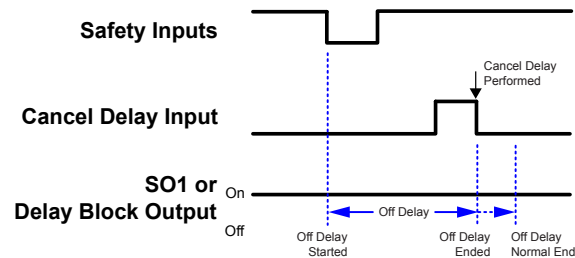 Safety Inputs
Cancel Delay
Performed
Cancel Delay Input
SO1 or
Delay Block Output
On
Off
Off Delay
Off Delay
Started
Off Delay
Ended
Off Delay
Normal End